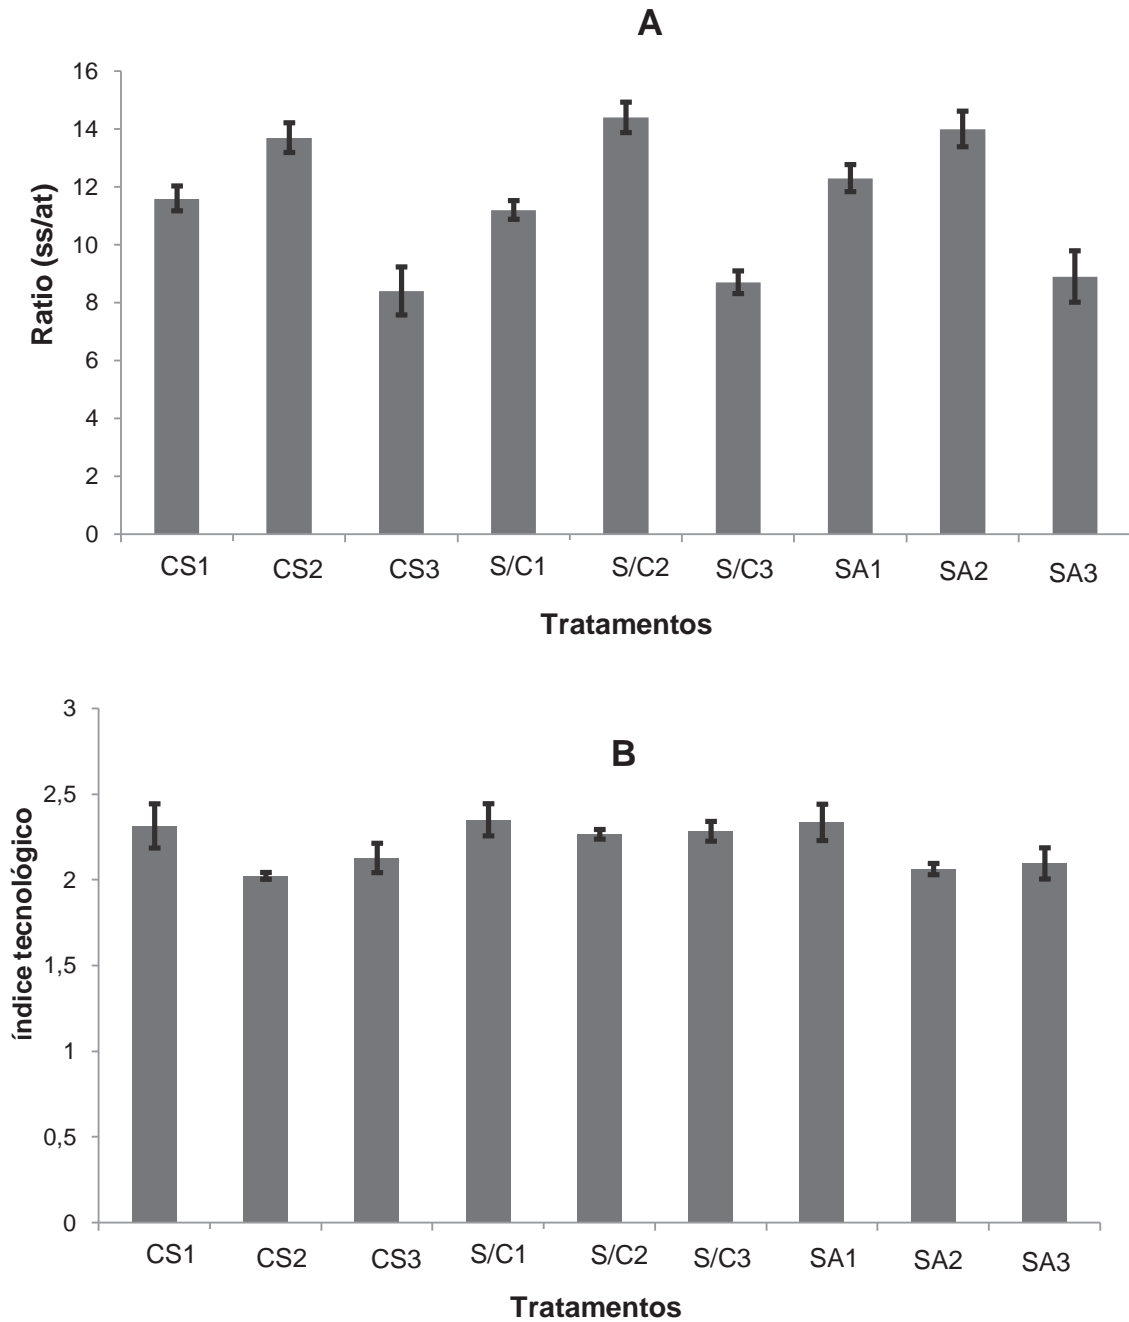 A
16
14
12
10
8
6
4
2
0
Ratio (ss/at)
CS1 CS2 CS3 S/C1 S/C2 S/C3 SA1 SA2 SA3
Tratamentos
B
3
2,5
2
1,5
1
0,5
0
índice tecnológico
CS1 CS2 CS3 S/C1 S/C2 S/C3 SA1 SA2 SA3
Tratamentos